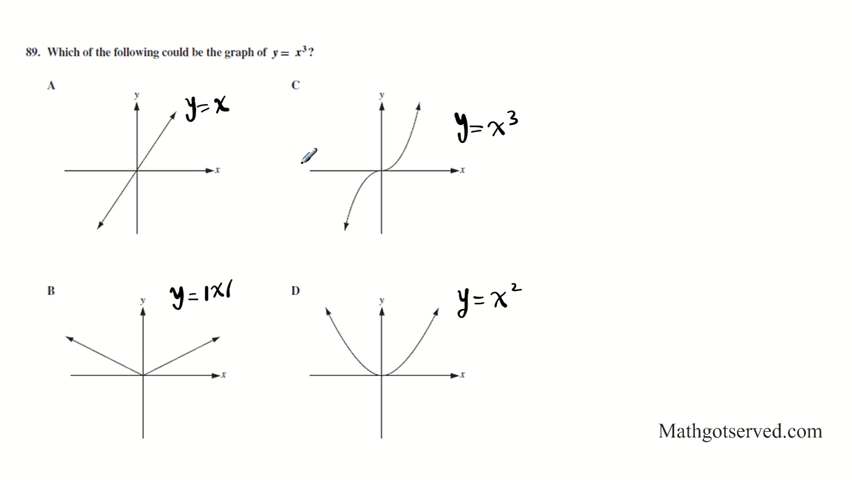 89. Which of the following could be the graph of y = x³?
A
y
y=x
x
C
y
y=x³
x
B
y
y=|x|
x
D
y
y=x²
x
Mathgotserved.com